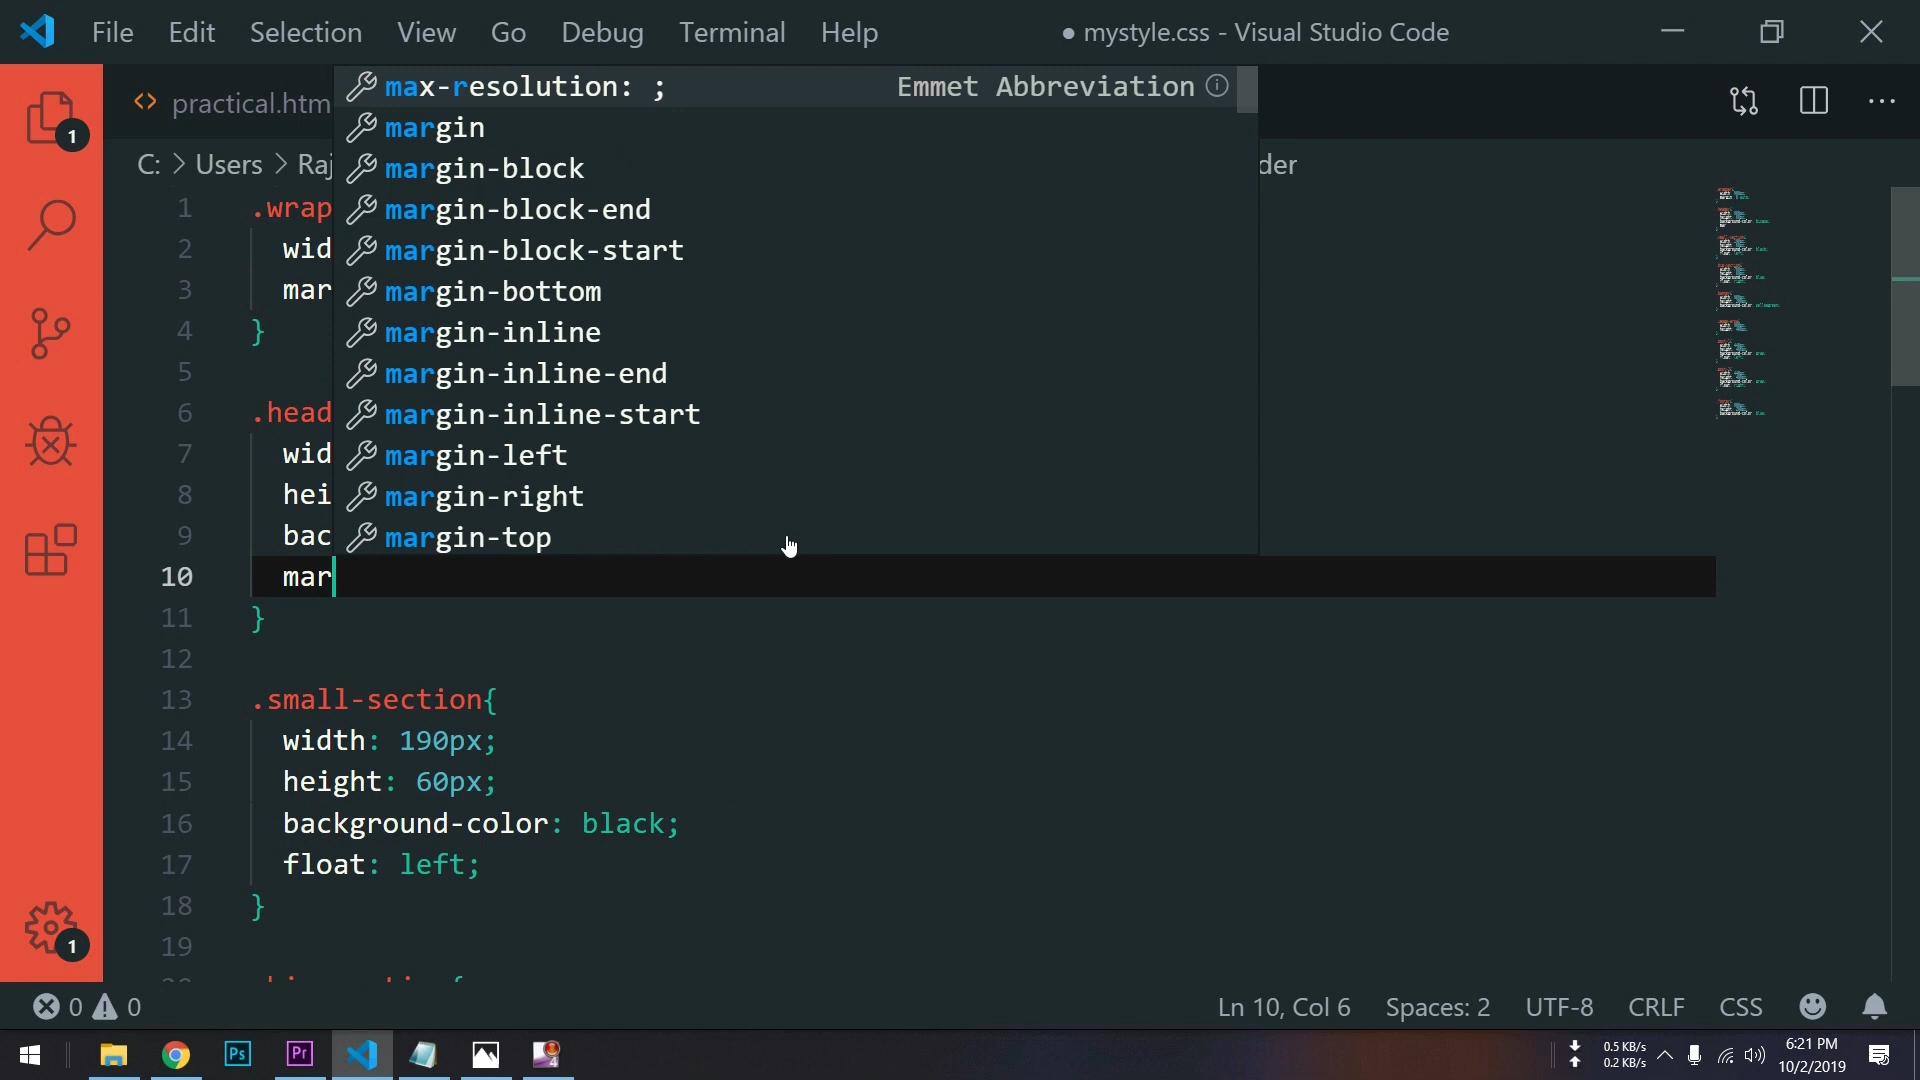 File Edit Selection View Go Debug Terminal Help ● mystyle.css - Visual Studio Code
practical.htm
C: > Users > Raj
der
max-resolution: ; Emmet Abbreviation
margin
margin-block
margin-block-end
margin-block-start
margin-bottom
margin-inline
margin-inline-end
margin-inline-start
margin-left
margin-right
margin-top
1 .wrap
2 wid
3 mar
4 }
5
6 .head
7 wid
8 hei
9 bac
10 mar
11 }
12
13 .small-section{
14 width: 190px;
15 height: 60px;
16 background-color: black;
17 float: left;
18 }
19
1
1
0 0
Ln 10, Col 6 Spaces: 2 UTF-8 CRLF CSS
Ps Pr 4
0.5 KB/s
0.2 KB/s
6:21 PM
10/2/2019